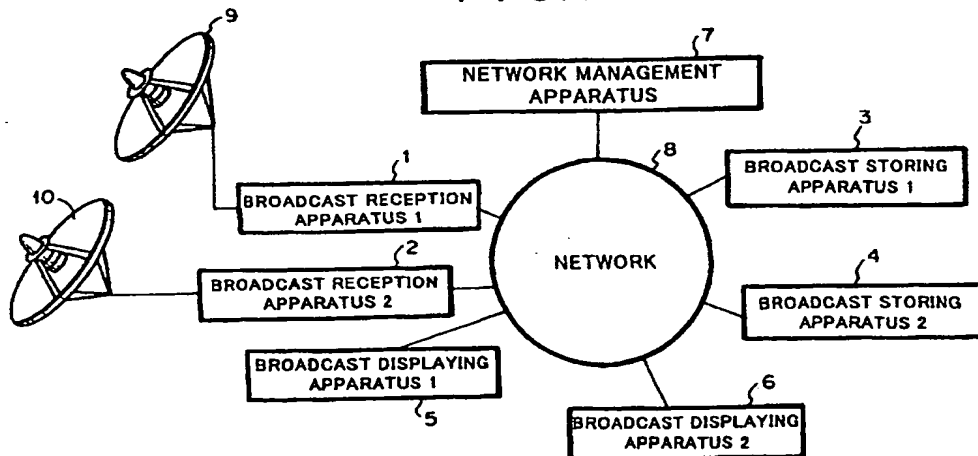 9
7
NETWORK MANAGEMENT
APPARATUS
1
8
3
BROADCAST RECEPTION
APPARATUS 1
BROADCAST STORING
APPARATUS 1
10
2
NETWORK
4
BROADCAST RECEPTION
APPARATUS 2
BROADCAST STORING
APPARATUS 2
BROADCAST DISPLAYING
APPARATUS 1
5
6
BROADCAST DISPLAYING
APPARATUS 2